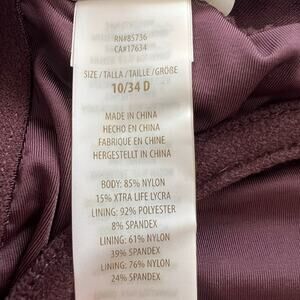 RN#85736
CA#17634
SIZE / TALLA / TAILLE / GRÖßE
10/34 D
MADE IN CHINA
HECHO EN CHINA
FABRIQUE EN CHINE
HERGESTELLT IN CHINA
BODY: 85% NYLON
15% XTRA LIFE LYCRA
LINING: 92% POLYESTER
8% SPANDEX
LINING: 61% NYLON
39% SPANDEX
LINING: 76% NYLON
24% SPANDEX